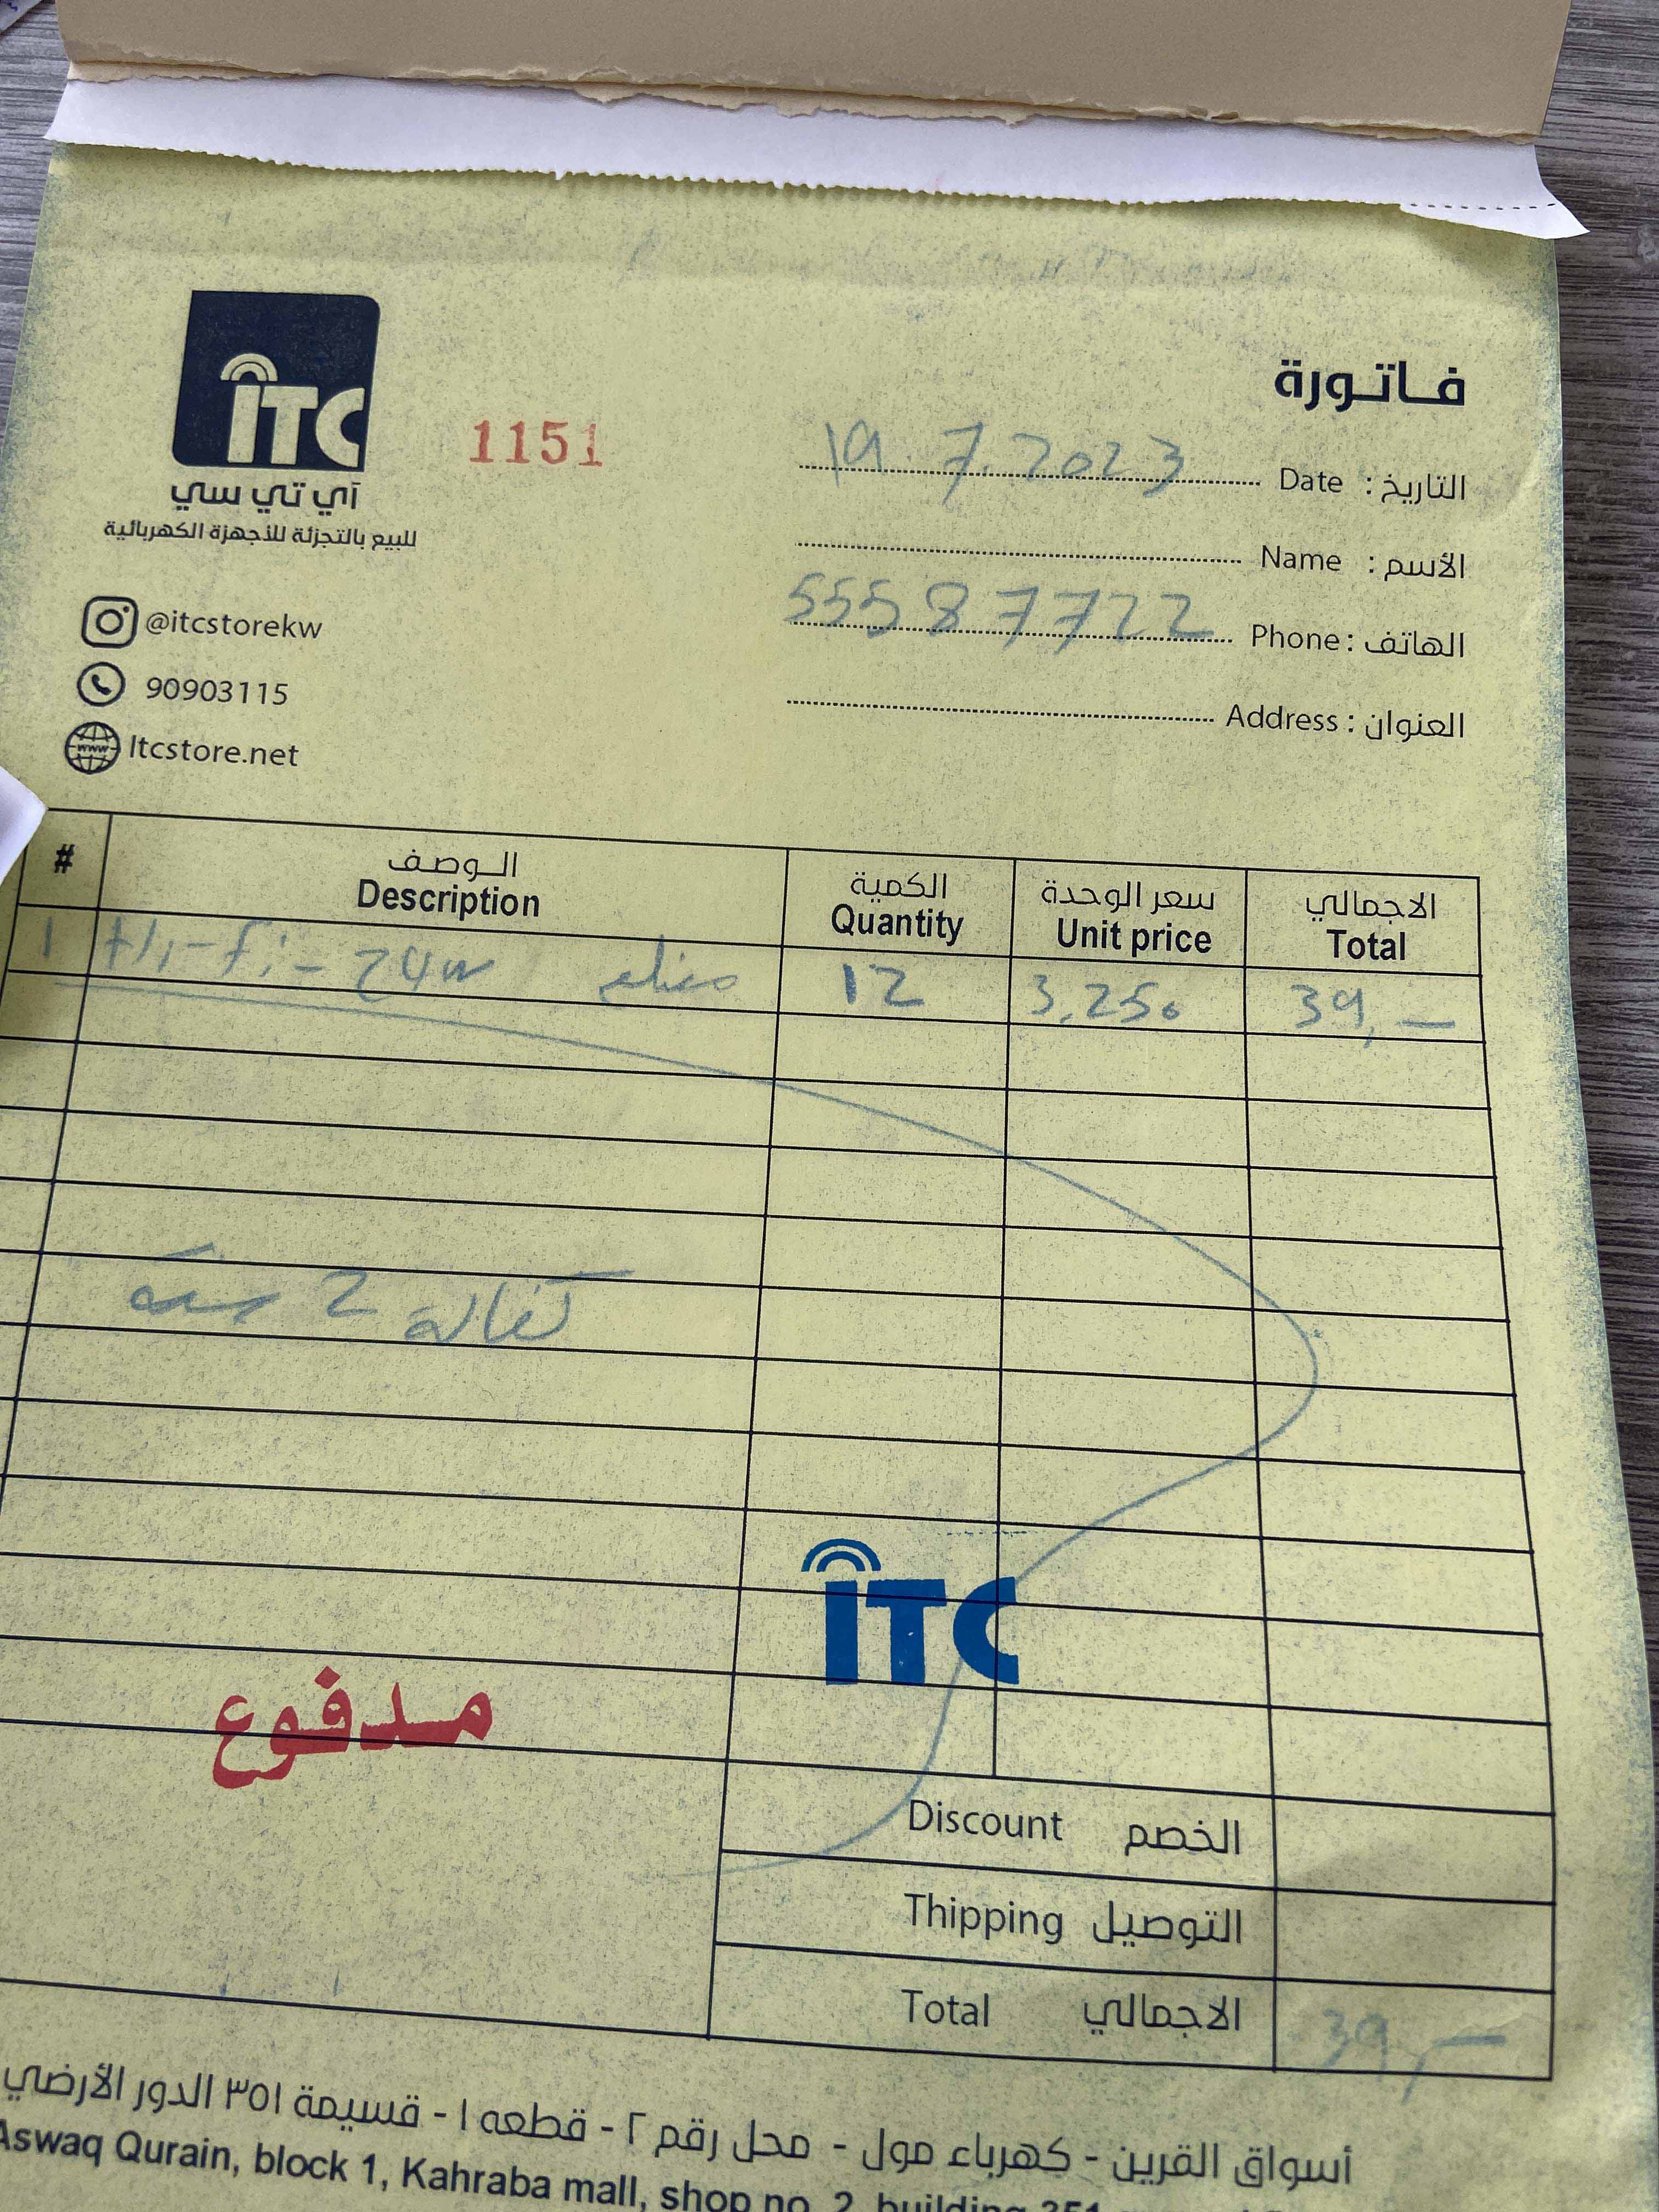 فاتورة
iTC
1151
آي تي سي
للبيع بالتجزئة للأجهزة الكهربائية
التاريخ : Date 19.7.2023
الأسم : Name
الهاتف : Phone 55587722
العنوان : Address
@itcstorekw
90903115
www
Itcstore.net
# الوصف الكمية سعر الوحدة الاجمالي
Description Quantity Unit price Total
1 Hi-fi- 24w 12 3,250 39,—
كفالة 2 سنة
iTC
مدفوع
Discount الخصم
Thipping التوصيل
Total الاجمالي 39,—
أسواق القرين - كهرباء مول - محل رقم ٢ - قطعه ١ - قسيمة ٣٥١ الدور الأرضي
Aswaq Qurain, block 1, Kahraba mall, shop no. 2, building 351